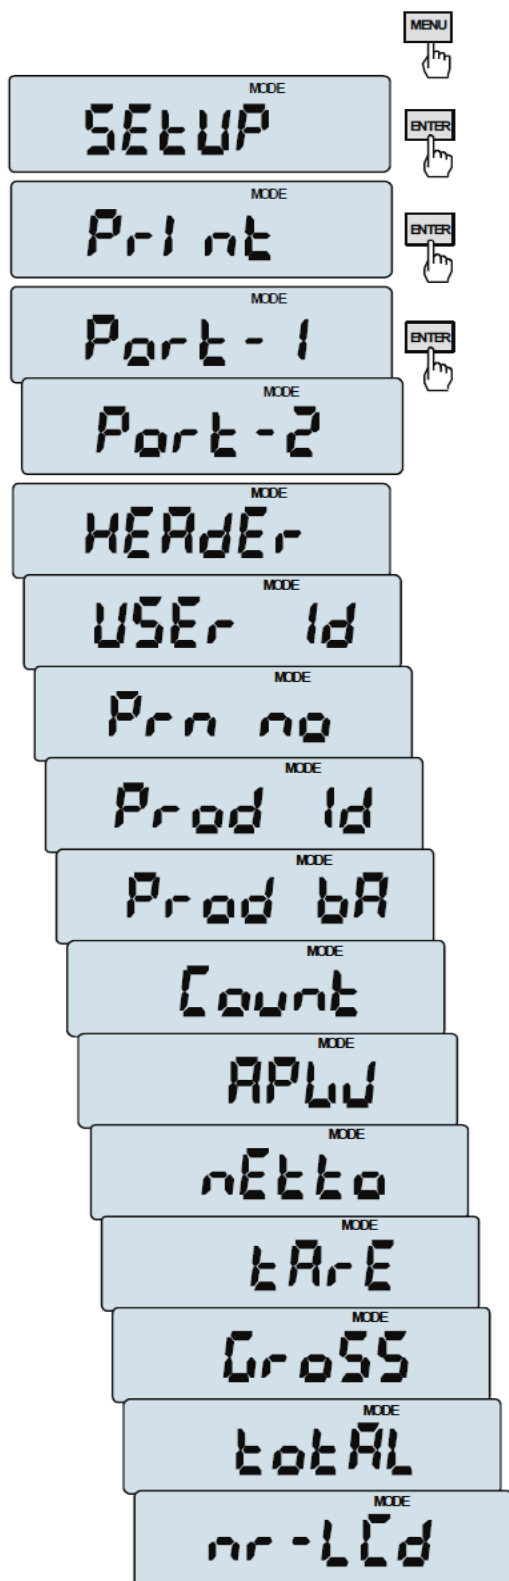 MENU
MODE
SEtUP
ENTER
MODE
PrI nt
ENTER
MODE
Port-1
ENTER
MODE
Port-2
MODE
HEAdEr
MODE
USEr Id
MODE
Prn no
MODE
Prod Id
MODE
Prod bA
MODE
Count
MODE
APW
MODE
nEtto
MODE
tArE
MODE
GroSS
MODE
totAL
MODE
nr-LCd